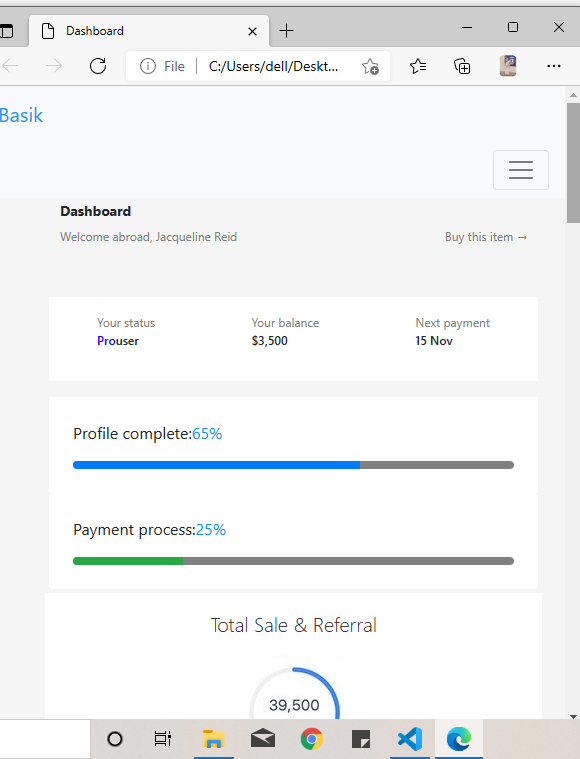 Dashboard
File
C:/Users/dell/Deskt...
Basik
Dashboard
Welcome abroad, Jacqueline Reid
Buy this item →
Your status
Your balance
Next payment
Prouser
$3,500
15 Nov
Profile complete:65%
Payment process:25%
Total Sale & Referral
39,500